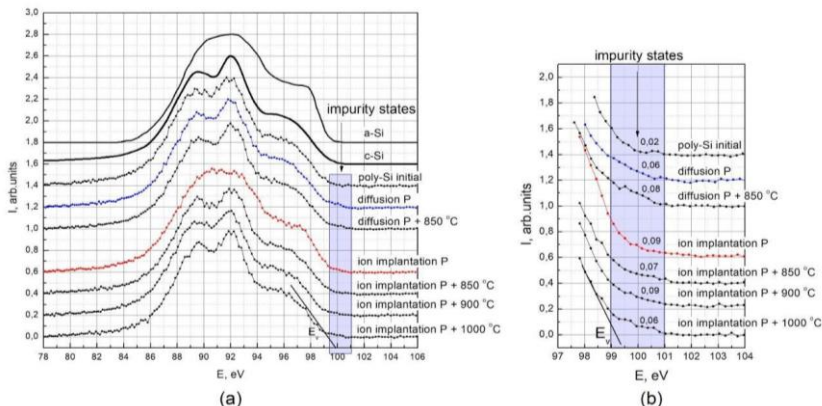 3,0
2,8
2,6
2,4
2,2
2,0
1,8
1,6
1,4
1,2
1,0
0,8
0,6
0,4
0,2
0,0
I, arb.units
impurity states
a-Si
c-Si
poly-Si initial
diffusion P
diffusion P + 850 °C
ion implantation P
ion implantation P + 850 °C
ion implantation P + 900 °C
ion implantation P + 1000 °C
Ev
78 80 82 84 86 88 90 92 94 96 98 100 102 104 106
E, eV
(a)
impurity states
2,0
1,8
1,6
1,4
1,2
1,0
0,8
0,6
0,4
0,2
0,0
I, arb.units
0,02 poly-Si initial
0,06 diffusion P
0,08 diffusion P + 850 °C
0,09 ion implantation P
0,07 ion implantation P + 850 °C
0,09 ion implantation P + 900 °C
0,06 ion implantation P + 1000 °C
Ev
97 98 99 100 101 102 103 104
E, eV
(b)